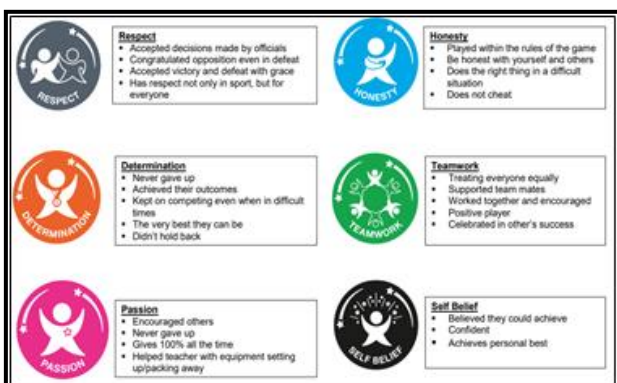 RESPECT
Respect
• Accepted decisions made by officials
• Congratulated opposition even in defeat
• Accepted victory and defeat with grace
• Has respect not only in sport, but for
everyone
HONESTY
Honesty
• Played within the rules of the game
• Be honest with yourself and others
• Does the right thing in a difficult
situation
• Does not cheat
DETERMINATION
Determination
• Never gave up
• Achieved their outcomes
• Kept on competing even when in difficult
times
• The very best they can be
• Didn't hold back
TEAMWORK
Teamwork
• Treating everyone equally
• Supported team mates
• Worked together and encouraged
• Positive player
• Celebrated in other's success
PASSION
Passion
• Encouraged others
• Never gave up
• Gives 100% all the time
• Helped teacher with equipment setting
up/packing away
SELF BELIEF
Self Belief
• Believed they could achieve
• Confident
• Achieves personal best